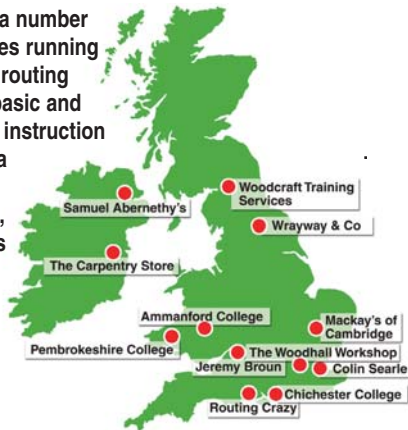 a number
es running
routing
basic and
instruction
a
,
s
Woodcraft Training
Services
Samuel Abernethy's
Wrayway & Co
The Carpentry Store
Ammanford College
Mackay's of
Cambridge
Pembrokeshire College
The Woodhall Workshop
Jeremy Broun
Colin Searle
Chichester College
Routing Crazy